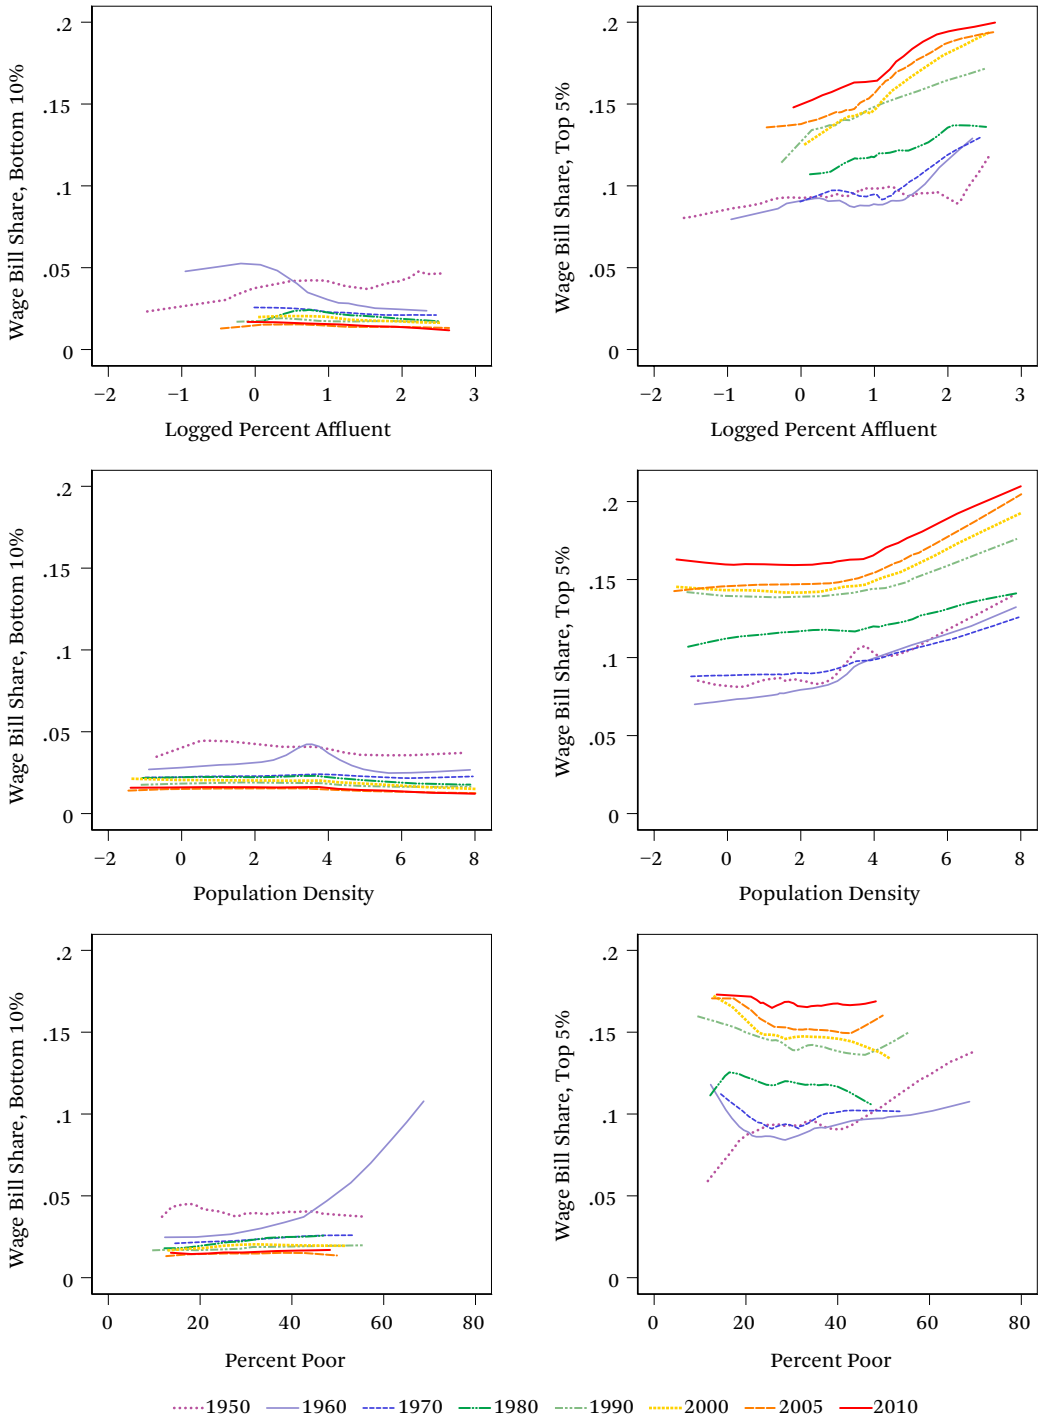 Wage Bill Share, Bottom 10%
.2
.15
.1
.05
0
−2 −1 0 1 2 3
Logged Percent Affluent
Wage Bill Share, Top 5%
.2
.15
.1
.05
0
−2 −1 0 1 2 3
Logged Percent Affluent
Wage Bill Share, Bottom 10%
.2
.15
.1
.05
0
−2 0 2 4 6 8
Population Density
Wage Bill Share, Top 5%
.2
.15
.1
.05
0
−2 0 2 4 6 8
Population Density
Wage Bill Share, Bottom 10%
.2
.15
.1
.05
0
0 20 40 60 80
Percent Poor
Wage Bill Share, Top 5%
.2
.15
.1
.05
0
0 20 40 60 80
Percent Poor
1950 1960 1970 1980 1990 2000 2005 2010